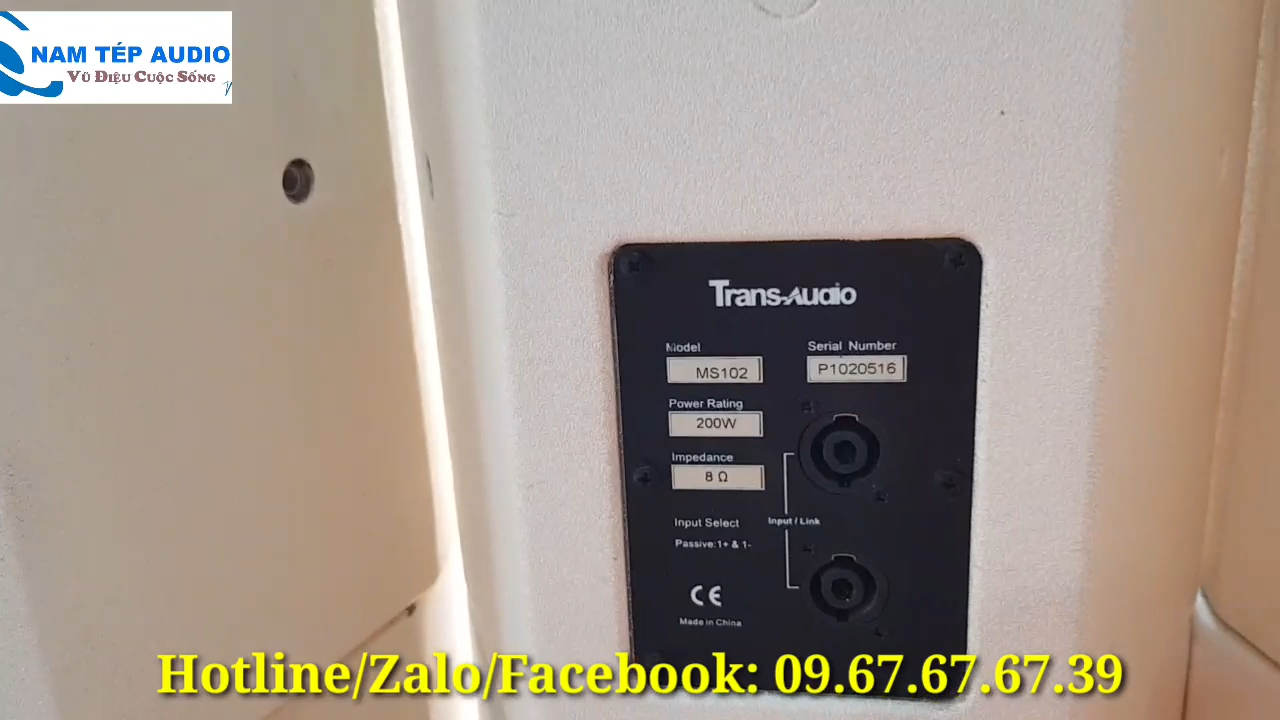 NAM TÉP AUDIO
VŨ ĐIỆU CUỘC SỐNG
Trans-Audio
Model
MS102
Serial Number
P1020516
Power Rating
200W
Impedance
8 Ω
Input Select
Passive:1+ & 1-
Input / Link
CE
Made in China
Hotline/Zalo/Facebook: 09.67.67.67.39